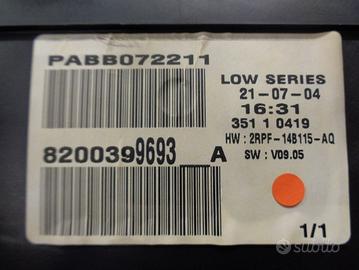 PABB072211
LOW SERIES
21-07-04
16:31
351 1 0419
HW : 2RPF-14B115-AQ
SW : V09.05
8200399693__A
1/1
subito